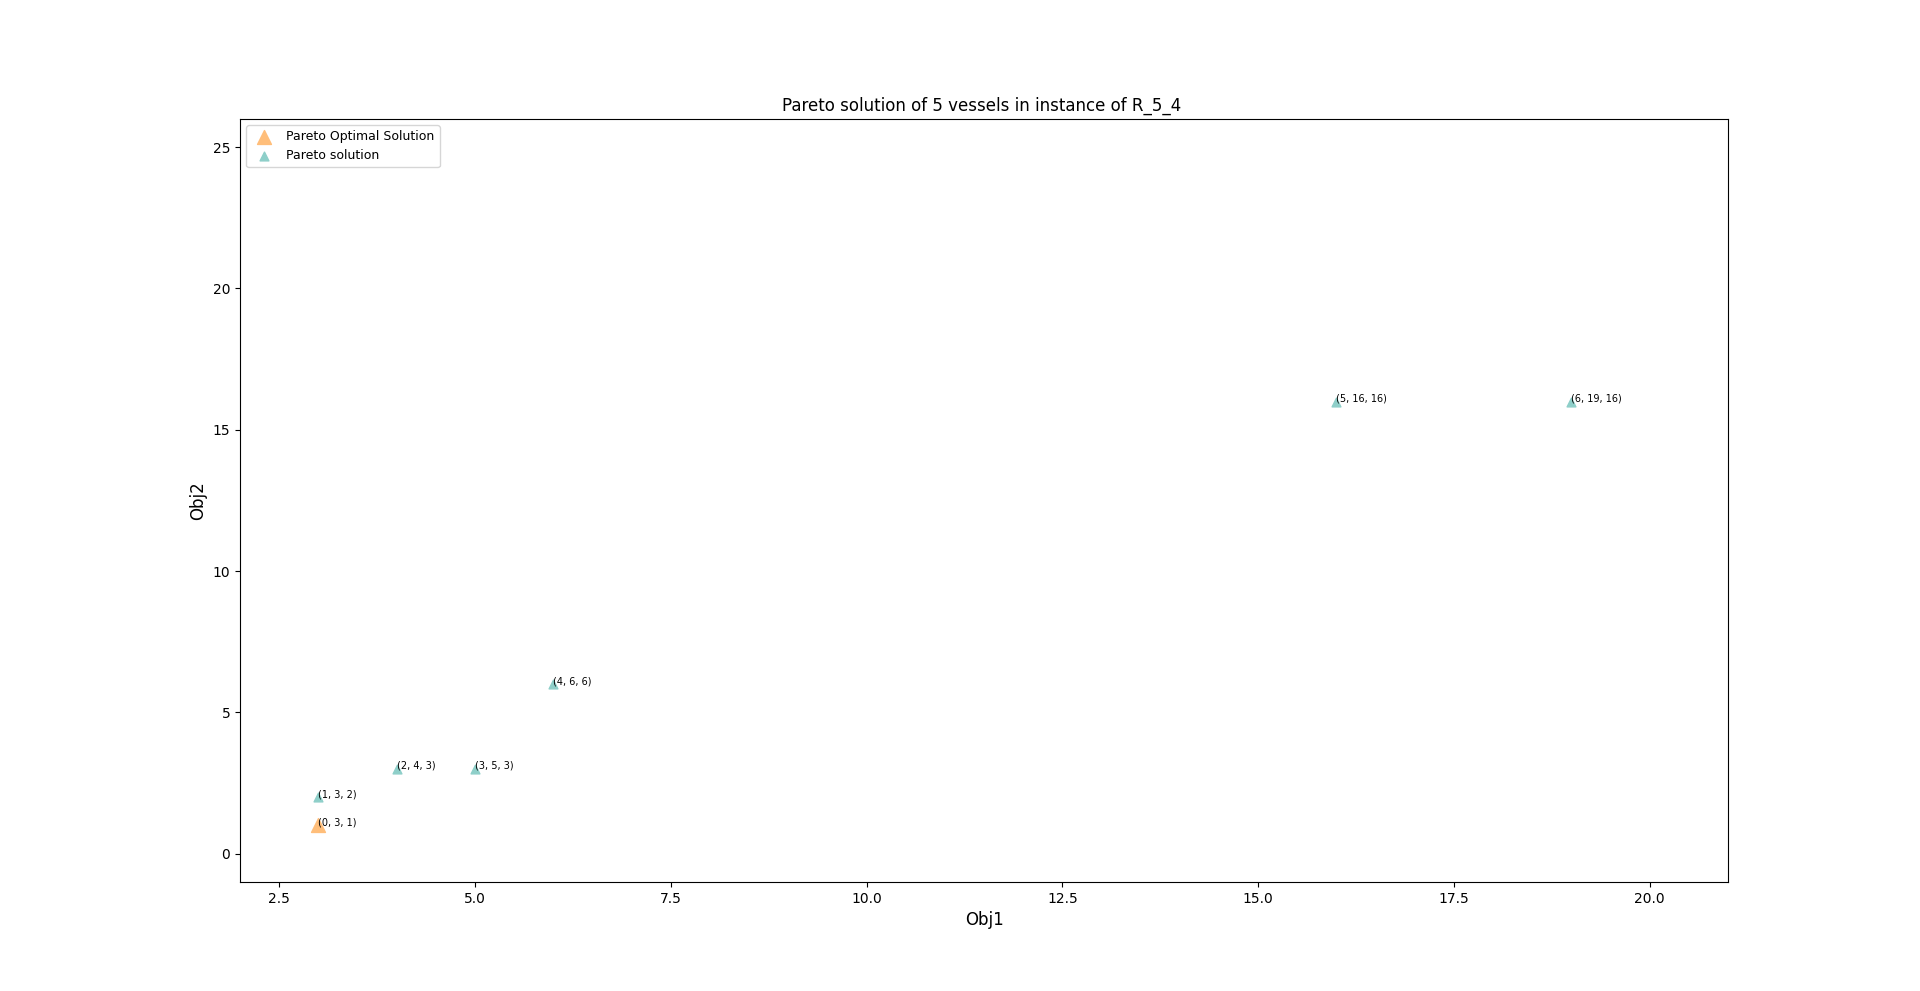 Pareto solution of 5 vessels in instance of R_5_4
Pareto Optimal Solution
Pareto solution
25
20
15
10
5
0
Obj2
(5, 16, 16)
(6, 19, 16)
(4, 6, 6)
(2, 4, 3)
(3, 5, 3)
(1, 3, 2)
(0, 3, 1)
2.5
5.0
7.5
10.0
12.5
15.0
17.5
20.0
Obj1